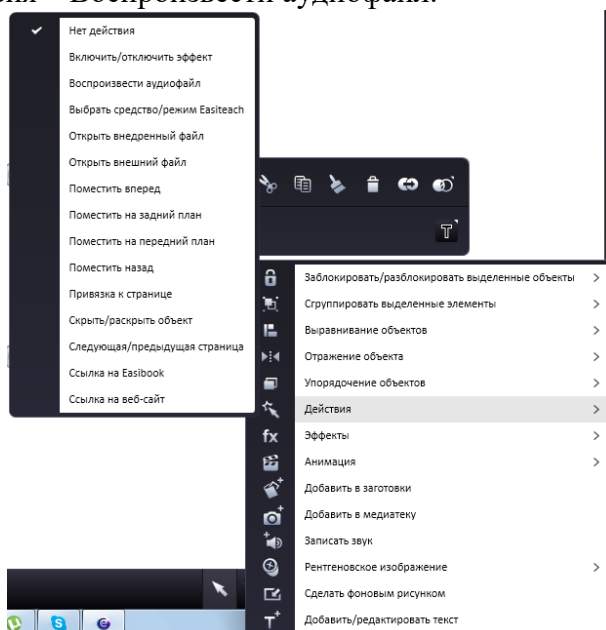 Воспроизвести аудиофайл.
Нет действия
Включить/отключить эффект
Воспроизвести аудиофайл
Выбрать средство/режим Easiteach
Открыть внедренный файл
Открыть внешний файл
Поместить вперед
Поместить на задний план
Поместить на передний план
Поместить назад
Привязка к странице
Скрыть/раскрыть объект
Следующая/предыдущая страница
Ссылка на Easibook
Ссылка на веб-сайт
T
Заблокировать/разблокировать выделенные объекты
Сгруппировать выделенные элементы
Выравнивание объектов
Отражение объекта
Упорядочение объектов
Действия
fx Эффекты
Анимация
Добавить в заготовки
Добавить в медиатеку
Записать звук
Рентгеновское изображение
Сделать фоновым рисунком
T+ Добавить/редактировать текст